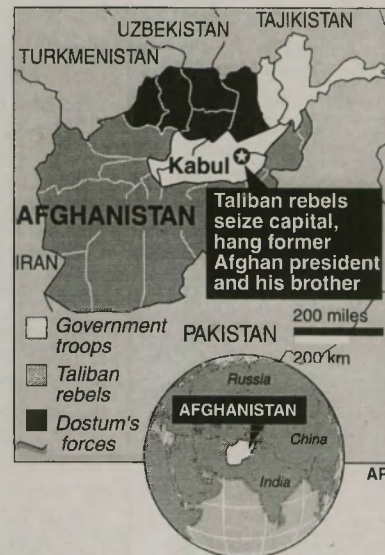 UZBEKISTAN
TAJIKISTAN
TURKMENISTAN
Kabul
AFGHANISTAN
Taliban rebels
seize capital,
hang former
Afghan president
and his brother
IRAN
200 miles
200 km
PAKISTAN
Government
troops
Taliban
rebels
Dostum's
forces
Russia
AFGHANISTAN
China
India